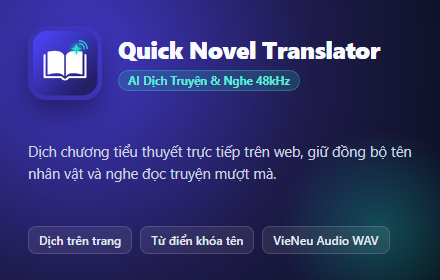 Quick Novel Translator
AI Dịch Truyện & Nghe 48kHz
Dịch chương tiểu thuyết trực tiếp trên web, giữ đồng bộ tên
nhân vật và nghe đọc truyện mượt mà.
Dịch trên trang
Từ điển khóa tên
VieNeu Audio WAV